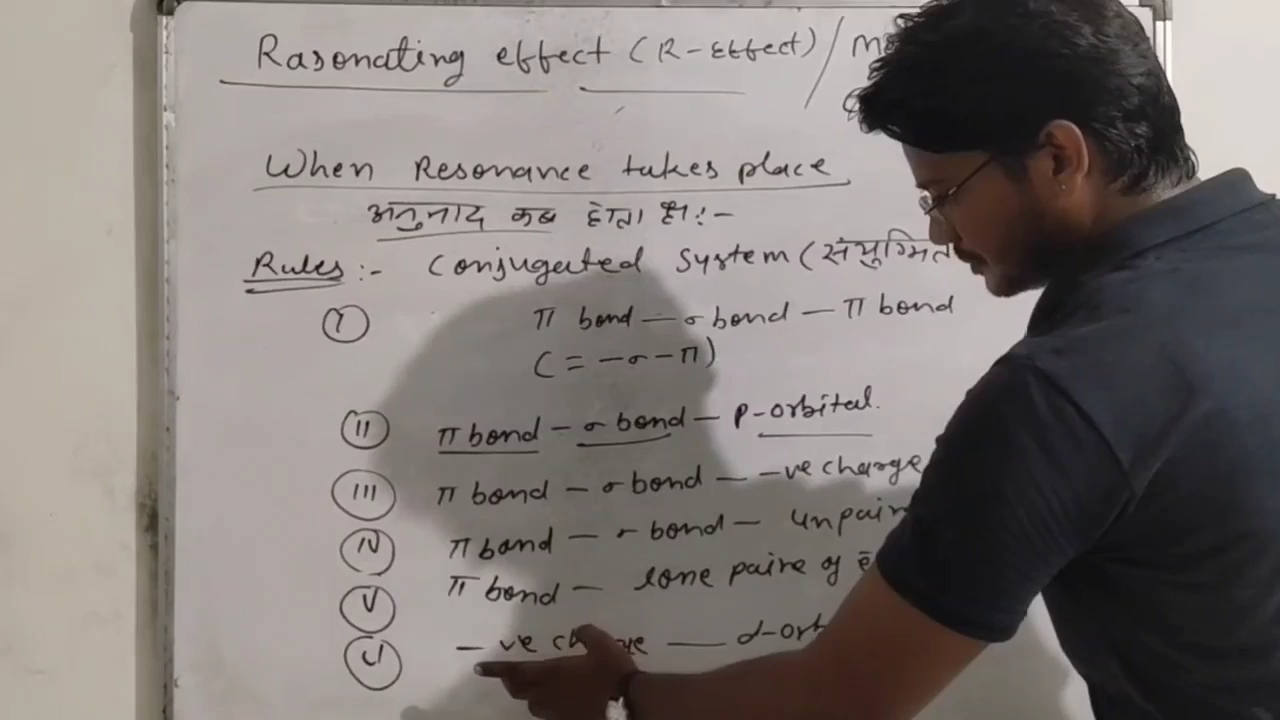 Rasonating effect (R-Effect) /
When Resonance takes place
अनुनाद कब होता है:-
Rules :- Conjugated System (संयुग्मित
I π bond — σ bond — π bond
( = - σ - π )
II π bond - σ bond - P-orbital.
III π bond - σ bond - -ve charge
IV π bond - σ bond - unpair
V π bond - lone paire of ē
VI - ve — d-orb